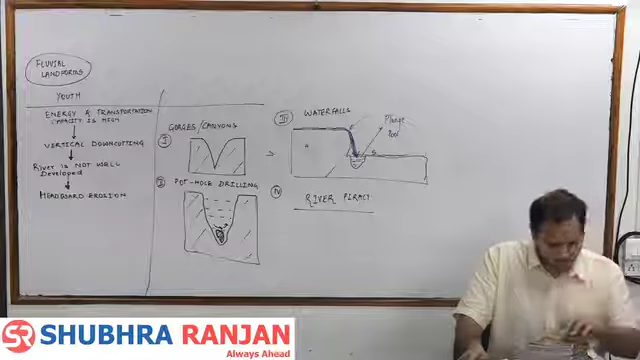 FLUVIAL
LANDFORMS
YOUTH
ENERGY & TRANSPORTATION
CAPACITY IS HIGH
VERTICAL DOWNCUTTING
RIVER IS NOT WELL
Developed
HEADWARD EROSION
GORGES/CANYONS
I
I
POT-HOLE DRILLING
III
WATERFALLS
Plunge
Pool
IV
RIVER PIRACY
SR
SHUBHRA RANJAN
Always Ahead